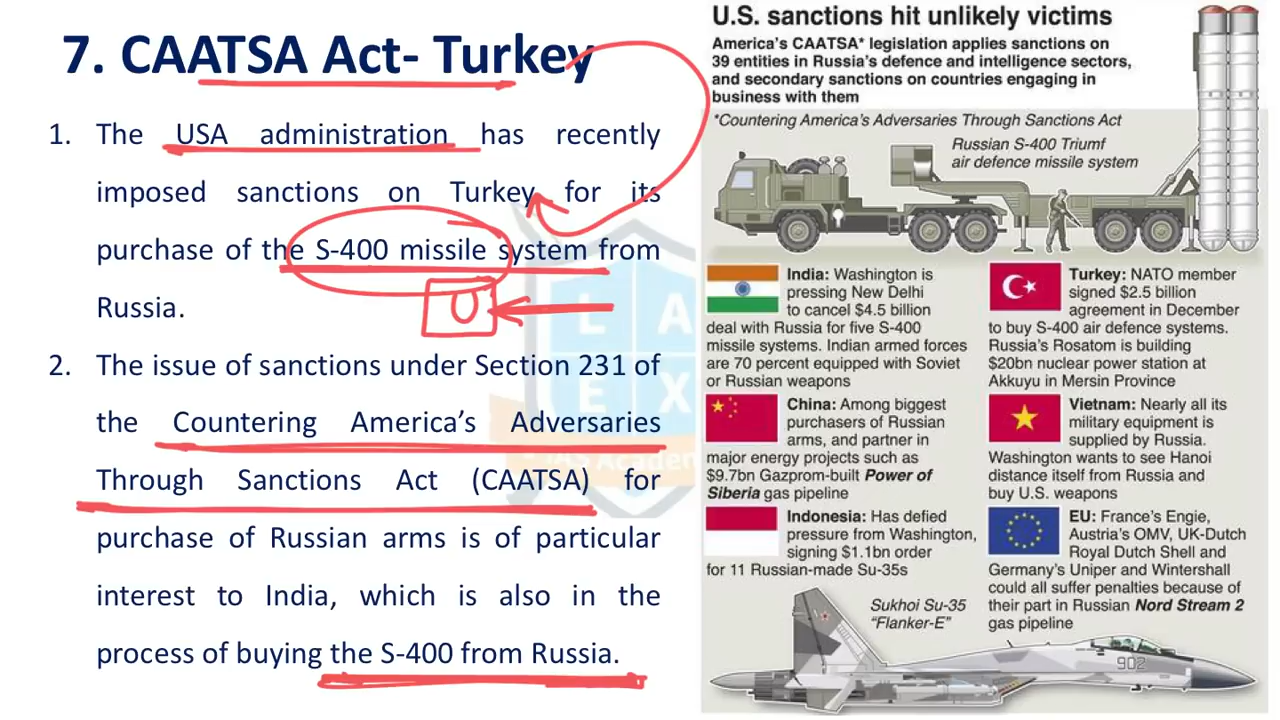 7. CAATSA Act- Turkey
1. The USA administration has recently
imposed sanctions on Turkey for its
purchase of the S-400 missile system from
Russia.
2. The issue of sanctions under Section 231 of
the Countering America’s Adversaries
Through Sanctions Act (CAATSA) for
purchase of Russian arms is of particular
interest to India, which is also in the
process of buying the S-400 from Russia.
L A
E X
IAS Academ
U.S. sanctions hit unlikely victims
America’s CAATSA* legislation applies sanctions on
39 entities in Russia’s defence and intelligence sectors,
and secondary sanctions on countries engaging in
business with them
*Countering America’s Adversaries Through Sanctions Act
Russian S-400 Triumf
air defence missile system
India: Washington is
pressing New Delhi
to cancel $4.5 billion
deal with Russia for five S-400
missile systems. Indian armed forces
are 70 percent equipped with Soviet
or Russian weapons
Turkey: NATO member
signed $2.5 billion
agreement in December
to buy S-400 air defence systems.
Russia’s Rosatom is building
$20bn nuclear power station at
Akkuyu in Mersin Province
China: Among biggest
purchasers of Russian
arms, and partner in
major energy projects such as
$9.7bn Gazprom-built Power of
Siberia gas pipeline
Vietnam: Nearly all its
military equipment is
supplied by Russia.
Washington wants to see Hanoi
distance itself from Russia and
buy U.S. weapons
Indonesia: Has defied
pressure from Washington,
signing $1.1bn order
for 11 Russian-made Su-35s
EU: France’s Engie,
Austria’s OMV, UK-Dutch
Royal Dutch Shell and
Germany’s Uniper and Wintershall
could all suffer penalties because of
their part in Russian Nord Stream 2
gas pipeline
Sukhoi Su-35
“Flanker-E”
902